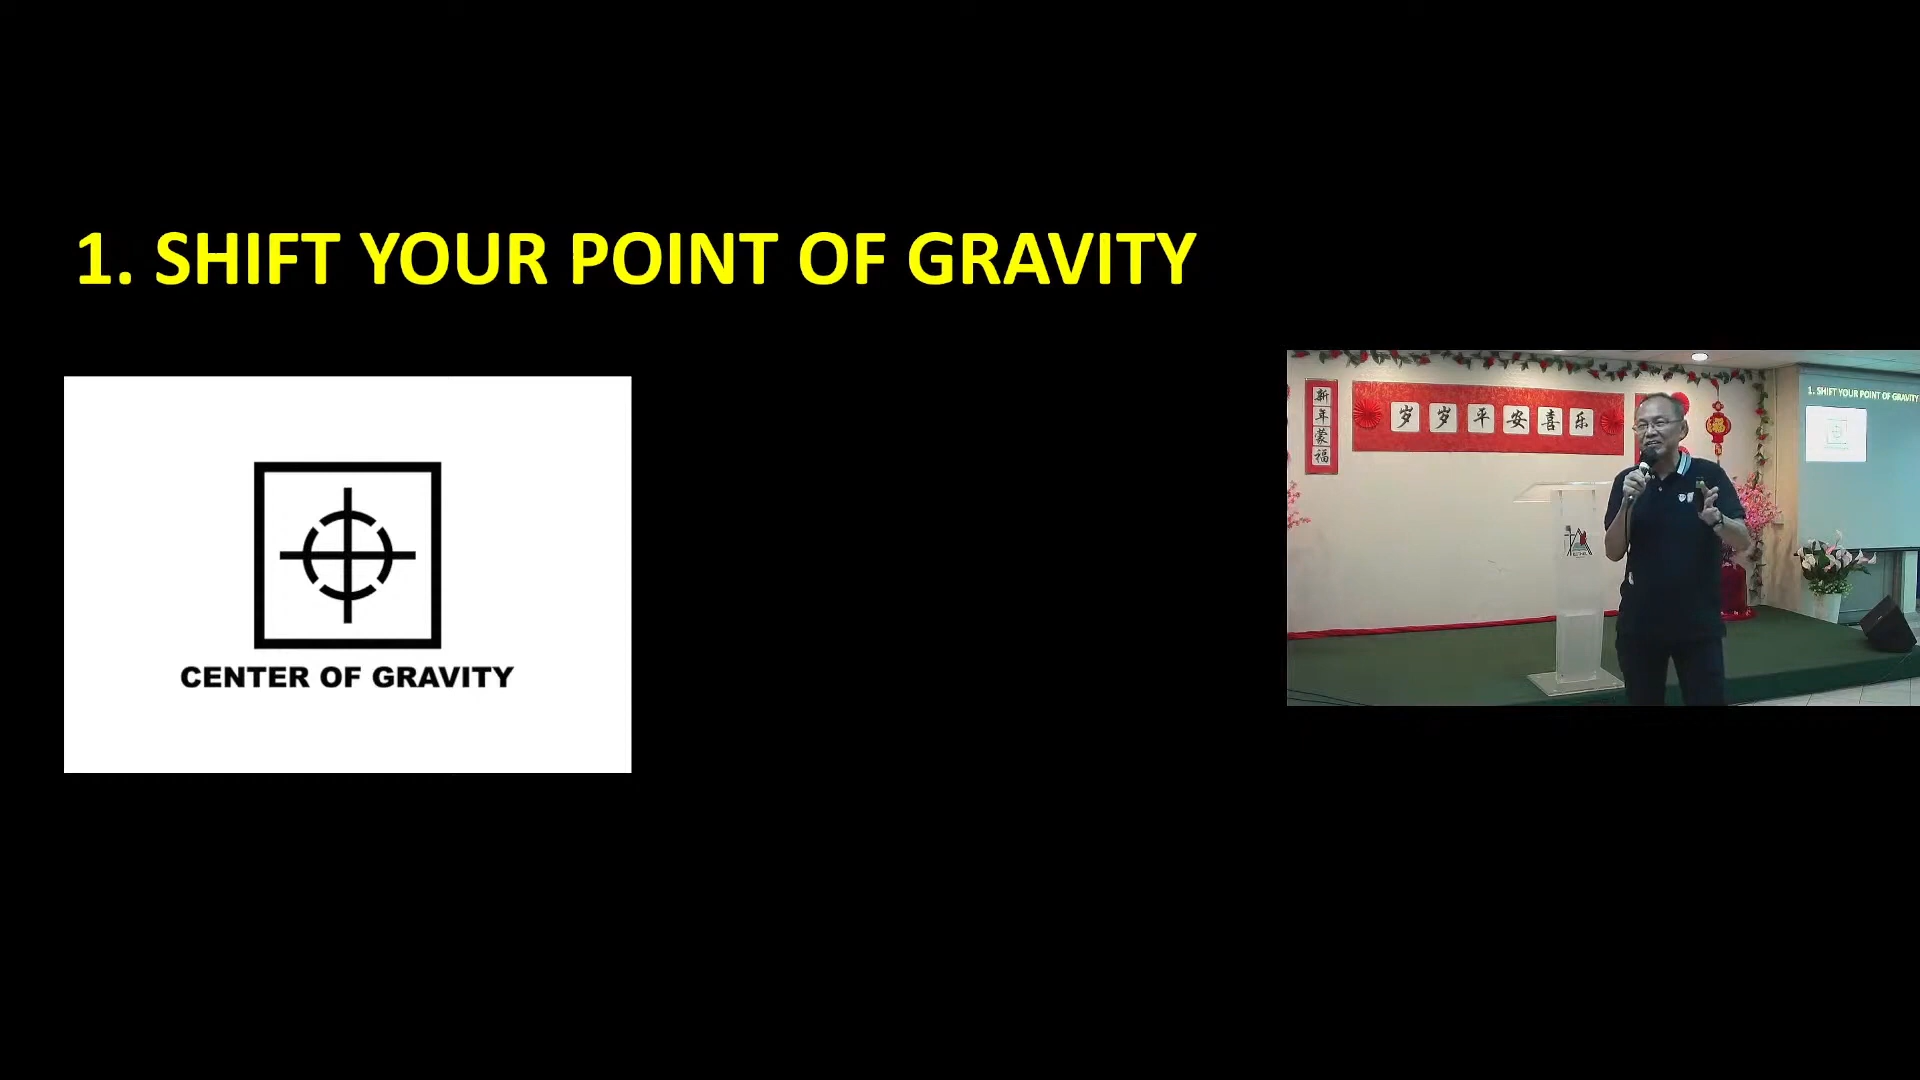 1. SHIFT YOUR POINT OF GRAVITY
CENTER OF GRAVITY
新年蒙福
岁岁平安喜乐
福
1. SHIFT YOUR POINT OF GRAVITY